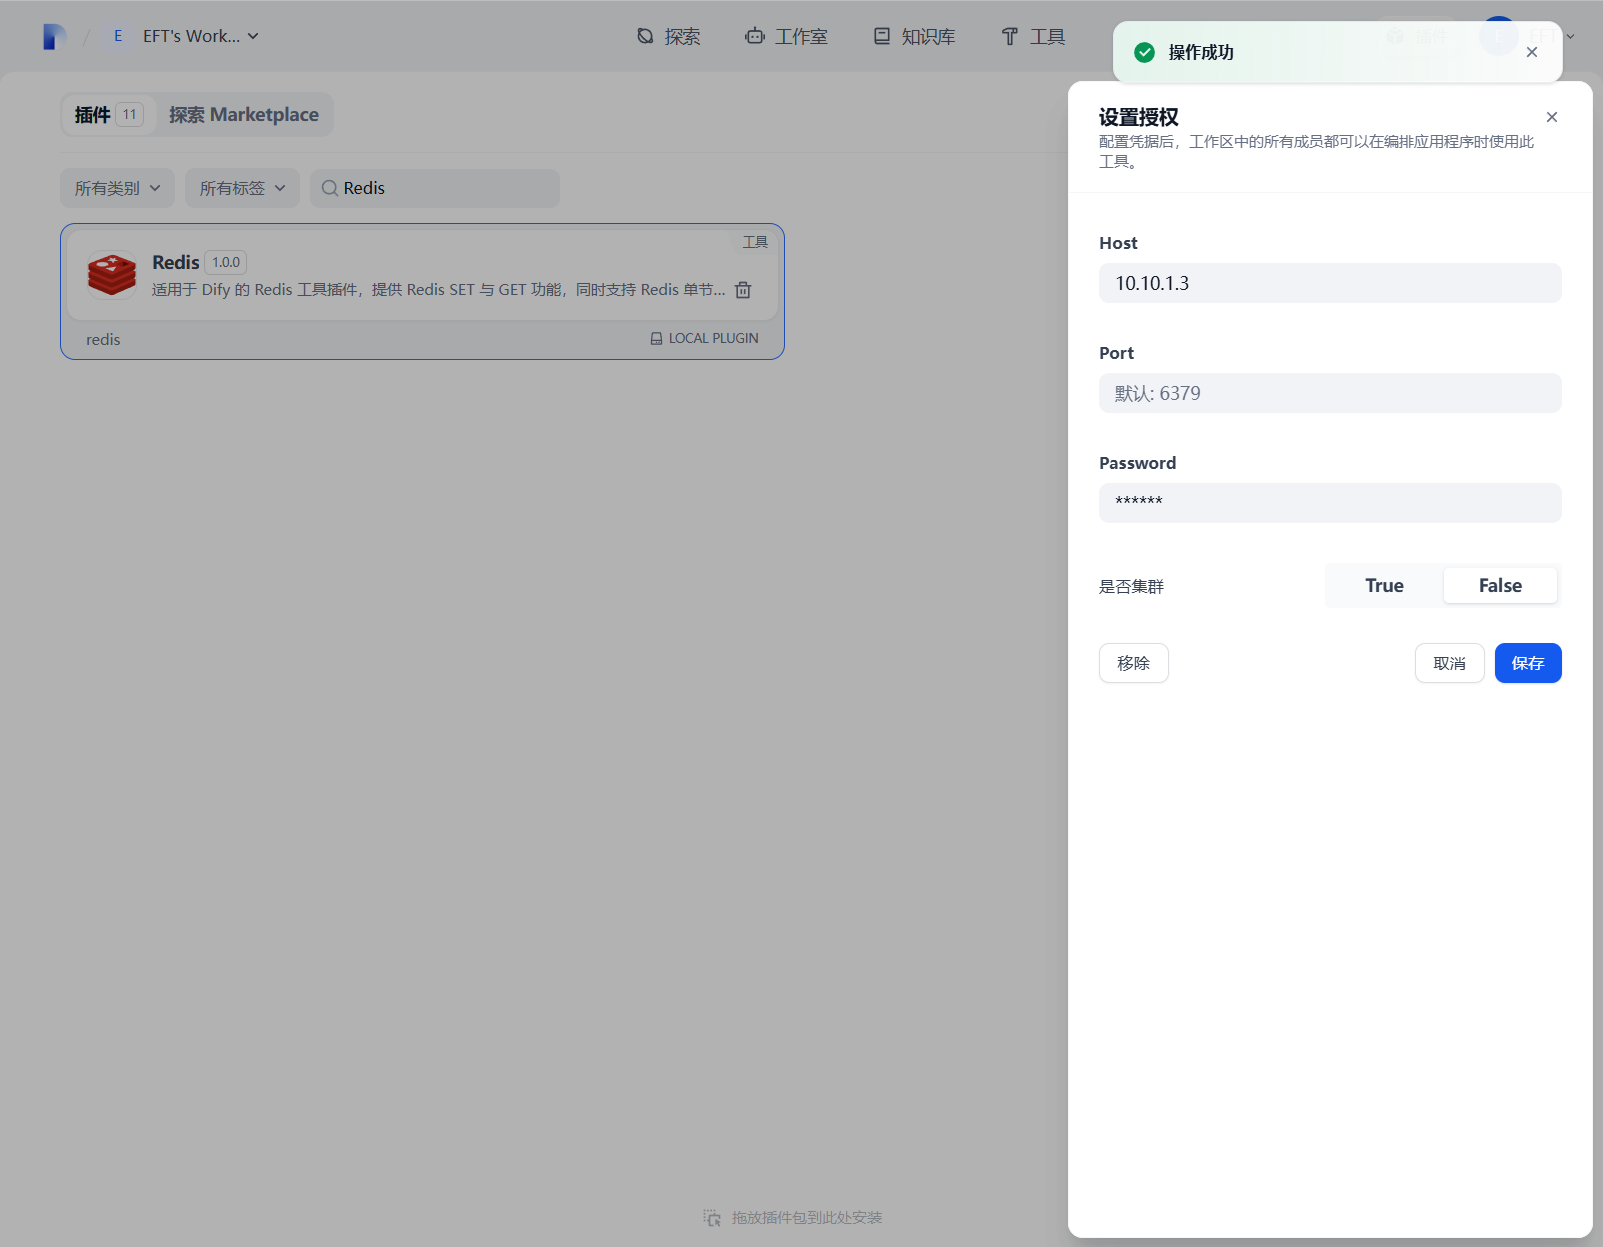 E EFT's Work...
探索
工作室
知识库
工具
操作成功
插件 11
探索 Marketplace
所有类别
所有标签
Redis
工具
Redis 1.0.0
适用于 Dify 的 Redis 工具插件，提供 Redis SET 与 GET 功能，同时支持 Redis 单节...
redis
LOCAL PLUGIN
设置授权
配置凭据后，工作区中的所有成员都可以在编排应用程序时使用此
工具。
Host
10.10.1.3
Port
默认: 6379
Password
******
是否集群
True
False
移除
取消
保存
拖放插件包到此处安装